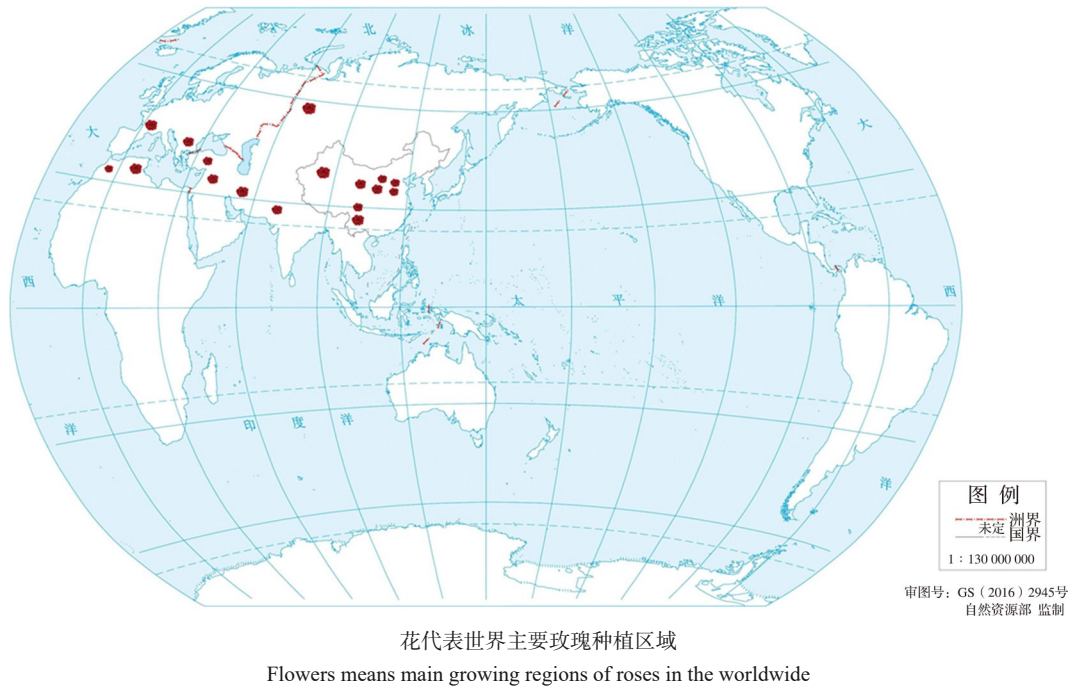 北 冰 洋
大
大
西
太 平 洋
西
印 度 洋
洋
洋
图 例
洲界
未定 国界
1：130 000 000
审图号：GS（2016）2945号
自然资源部 监制
花代表世界主要玫瑰种植区域
Flowers means main growing regions of roses in the worldwide